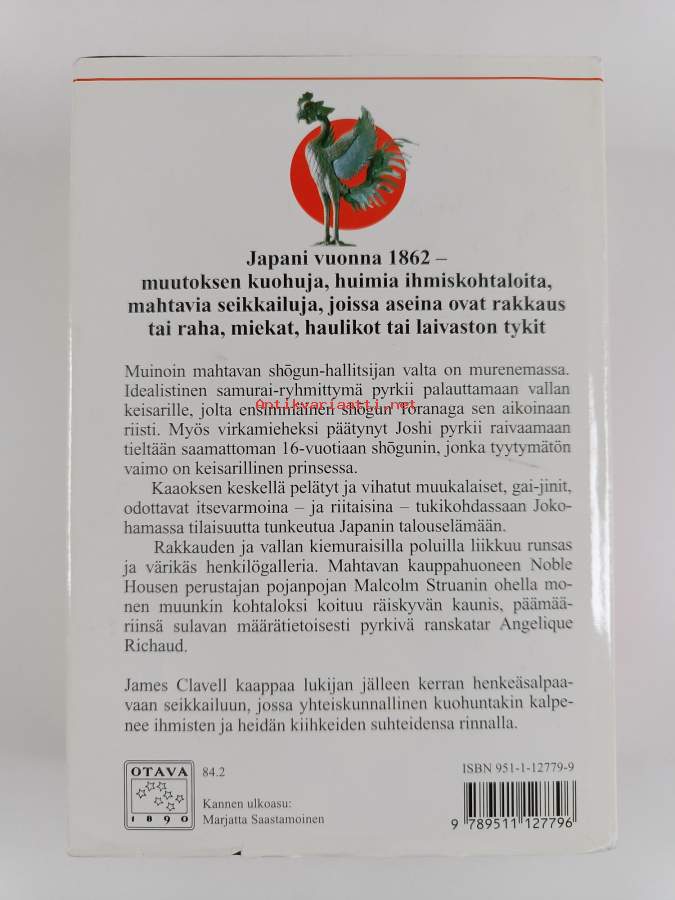 Japani vuonna 1862 –
muutoksen kuohuja, huimia ihmiskohtaloita,
mahtavia seikkailuja, joissa aseina ovat rakkaus
tai raha, miekat, haulikot tai laivaston tykit
Muinoin mahtavan shōgun-hallitsijan valta on murenemassa.
Idealistinen samurai-ryhmittymä pyrkii palauttamaan vallan
Antikvariaatti.net
keisarille, jolta ensimmäinen shōgun Toranaga sen aikoinaan
riisti. Myös virkamieheksi päätynyt Joshi pyrkii raivaamaan
tieltään saamattoman 16-vuotiaan shōgunin, jonka tyytymätön
vaimo on keisarillinen prinsessa.
Kaaoksen keskellä pelätyt ja vihatut muukalaiset, gai-jinit,
odottavat itsevarmoina – ja riitaisina – tukikohdassaan Joko-
hamassa tilaisuutta tunkeutua Japanin talouselämään.
Rakkauden ja vallan kiemuraisilla poluilla liikkuu runsas
ja värikäs henkilögalleria. Mahtavan kauppahuoneen Noble
Housen perustajan pojanpojan Malcolm Struanin ohella mo-
nen muunkin kohtaloksi koituu räiskyvän kaunis, päämää-
riinsä sulavan määrätietoisesti pyrkivä ranskatar Angelique
Richaud.
James Clavell kaappaa lukijan jälleen kerran henkeäsalpaa-
vaan seikkailuun, jossa yhteiskunnallinen kuohuntakin kalpe-
nee ihmisten ja heidän kiihkeiden suhteidensa rinnalla.
OTAVA
1890
84.2
Kannen ulkoasu:
Marjatta Saastamoinen
ISBN 951-1-12779-9
9 789511 127796